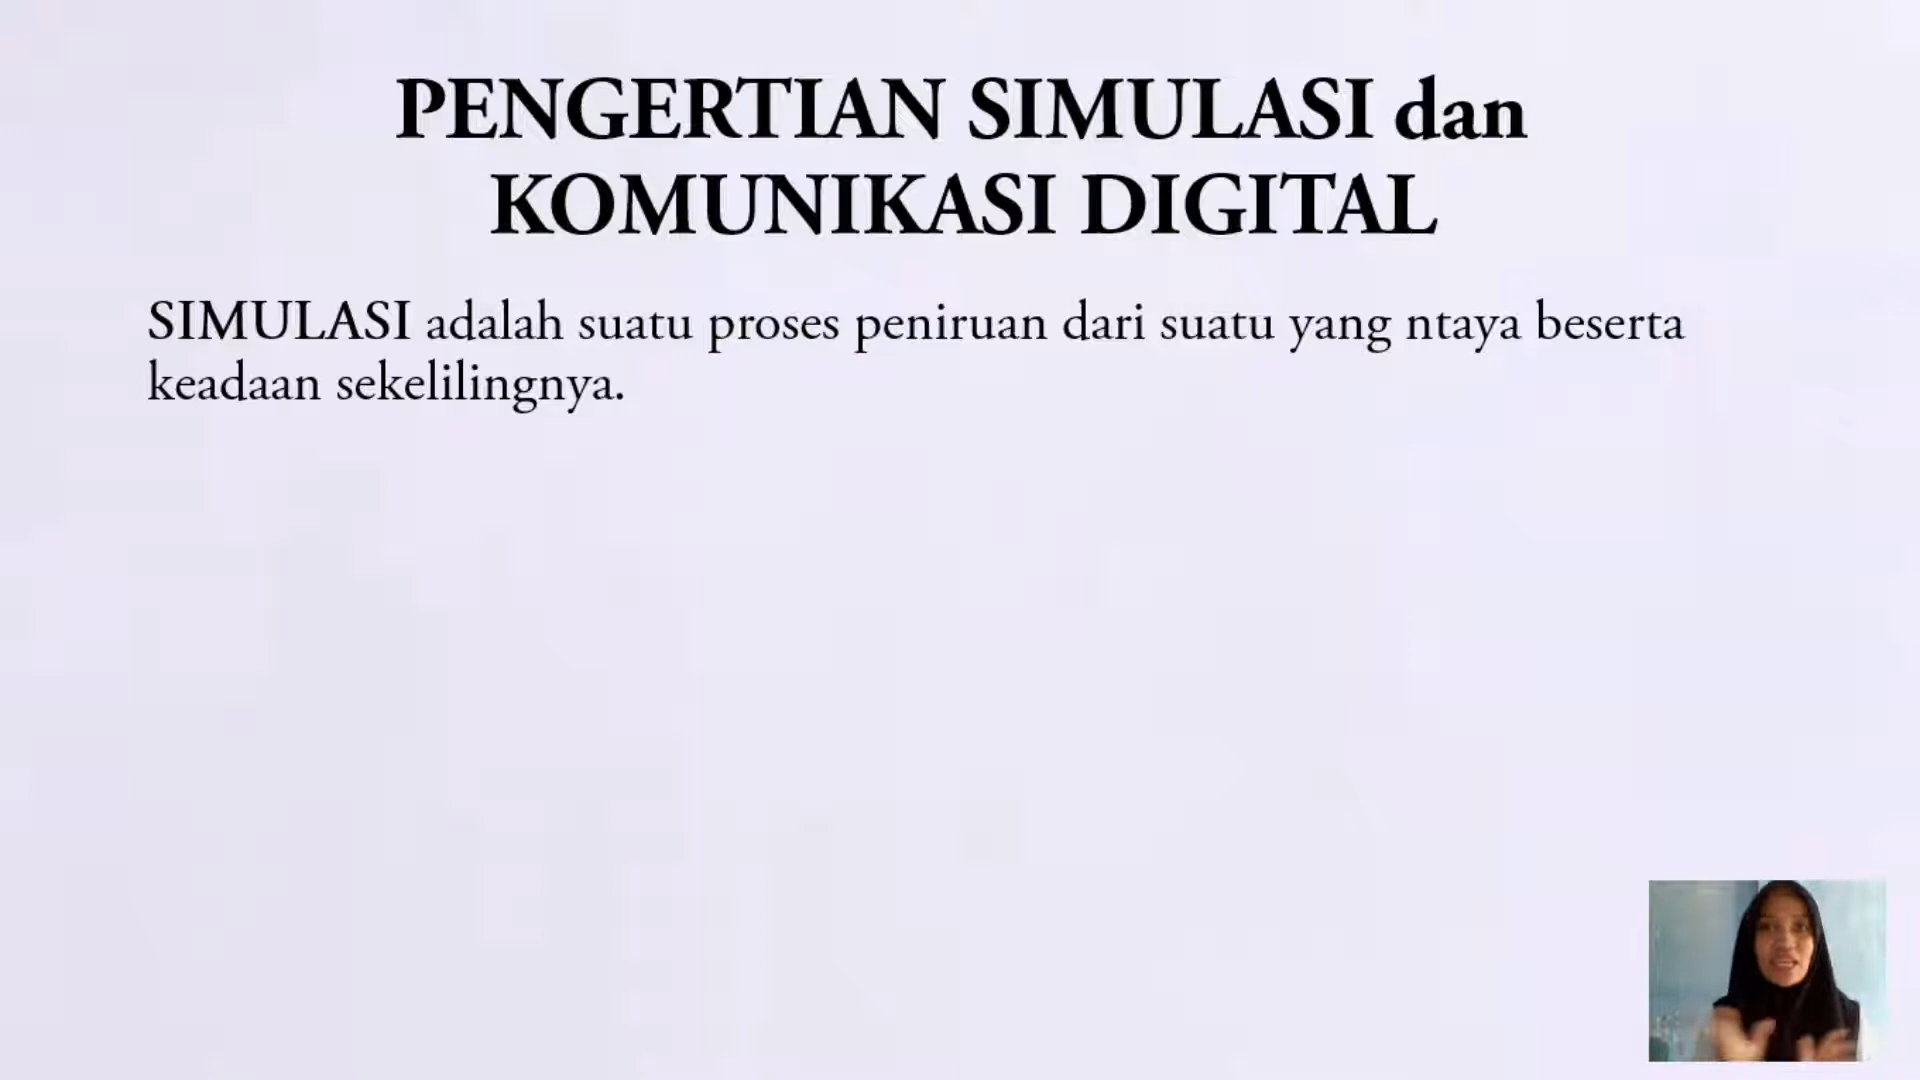 PENGERTIAN SIMULASI dan
KOMUNIKASI DIGITAL
SIMULASI adalah suatu proses peniruan dari suatu yang ntaya beserta
keadaan sekelilingnya.